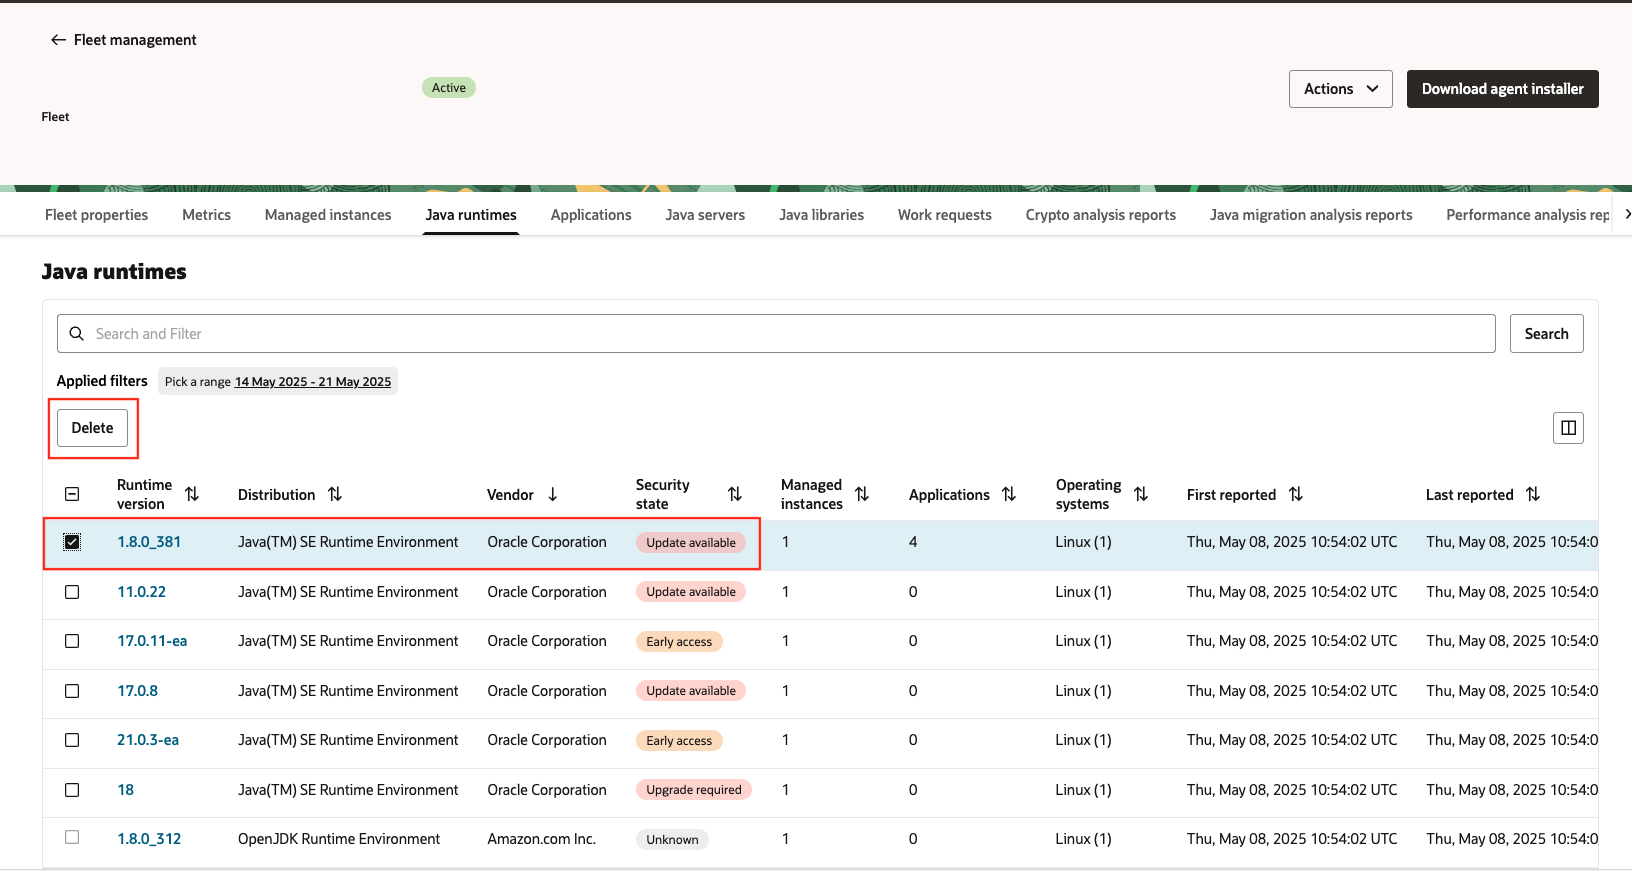 Fleet management
Active
Actions
Download agent installer
Fleet
Fleet properties Metrics Managed instances Java runtimes Applications Java servers Java libraries Work requests Crypto analysis reports Java migration analysis reports Performance analysis rep
Java runtimes
Search and Filter
Search
Applied filters Pick a range 14 May 2025 - 21 May 2025
Delete
Runtime version Distribution Vendor Security state Managed instances Applications Operating systems First reported Last reported
1.8.0_381 Java(TM) SE Runtime Environment Oracle Corporation Update available 1 4 Linux (1) Thu, May 08, 2025 10:54:02 UTC Thu, May 08, 2025 10:54:0
11.0.22 Java(TM) SE Runtime Environment Oracle Corporation Update available 1 0 Linux (1) Thu, May 08, 2025 10:54:02 UTC Thu, May 08, 2025 10:54:0
17.0.11-ea Java(TM) SE Runtime Environment Oracle Corporation Early access 1 0 Linux (1) Thu, May 08, 2025 10:54:02 UTC Thu, May 08, 2025 10:54:0
17.0.8 Java(TM) SE Runtime Environment Oracle Corporation Update available 1 0 Linux (1) Thu, May 08, 2025 10:54:02 UTC Thu, May 08, 2025 10:54:0
21.0.3-ea Java(TM) SE Runtime Environment Oracle Corporation Early access 1 0 Linux (1) Thu, May 08, 2025 10:54:02 UTC Thu, May 08, 2025 10:54:0
18 Java(TM) SE Runtime Environment Oracle Corporation Upgrade required 1 0 Linux (1) Thu, May 08, 2025 10:54:02 UTC Thu, May 08, 2025 10:54:0
1.8.0_312 OpenJDK Runtime Environment Amazon.com Inc. Unknown 1 0 Linux (1) Thu, May 08, 2025 10:54:02 UTC Thu, May 08, 2025 10:54:0